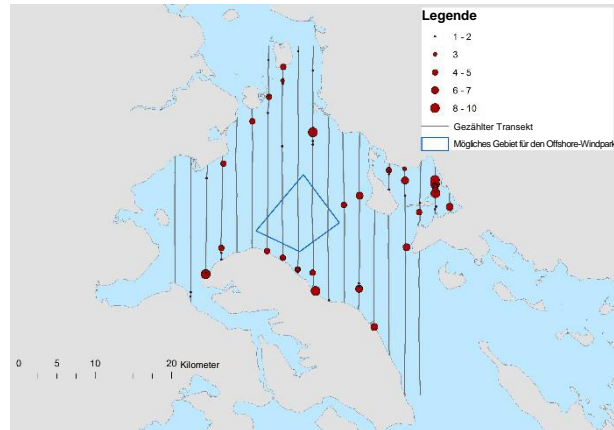 Legende
1 - 2
3
4 - 5
6 - 7
8 - 10
Gezählter Transekt
Mögliches Gebiet für den Offshore-Windpark
0 5 10 20 Kilometer